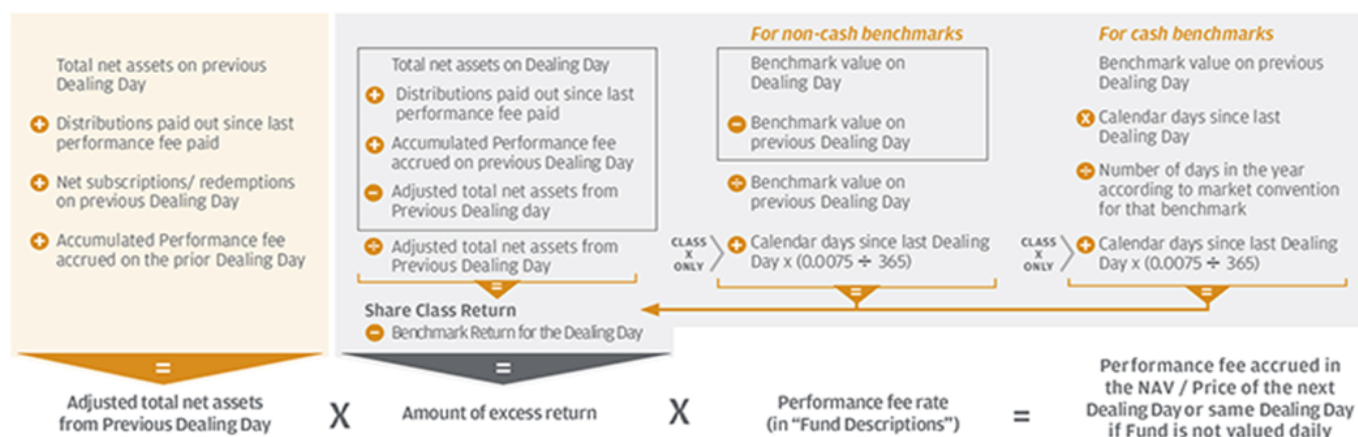 Total net assets on previous
Dealing Day
+ Distributions paid out since last
performance fee paid
+ Net subscriptions/ redemptions
on previous Dealing Day
+ Accumulated Performance fee
accrued on the prior Dealing Day
=
Adjusted total net assets
from Previous Dealing Day
X
Total net assets on Dealing Day
+ Distributions paid out since last
performance fee paid
+ Accumulated Performance fee
accrued on previous Dealing Day
− Adjusted total net assets from
Previous Dealing day
÷ Adjusted total net assets from
Previous Dealing Day
=
Share Class Return
− Benchmark Return for the Dealing Day
=
Amount of excess return
For non-cash benchmarks
Benchmark value on
Dealing Day
− Benchmark value on
previous Dealing Day
÷ Benchmark value on
previous Dealing Day
CLASS
X
ONLY
+ Calendar days since last Dealing
Day x (0.0075 ÷ 365)
=
For cash benchmarks
Benchmark value on previous
Dealing Day
x Calendar days since last
Dealing Day
÷ Number of days in the year
according to market convention
for that benchmark
CLASS
X
ONLY
+ Calendar days since last Dealing
Day x (0.0075 ÷ 365)
=
X
Performance fee rate
(in “Fund Descriptions”)
=
Performance fee accrued in
the NAV / Price of the next
Dealing Day or same Dealing Day
if Fund is not valued daily